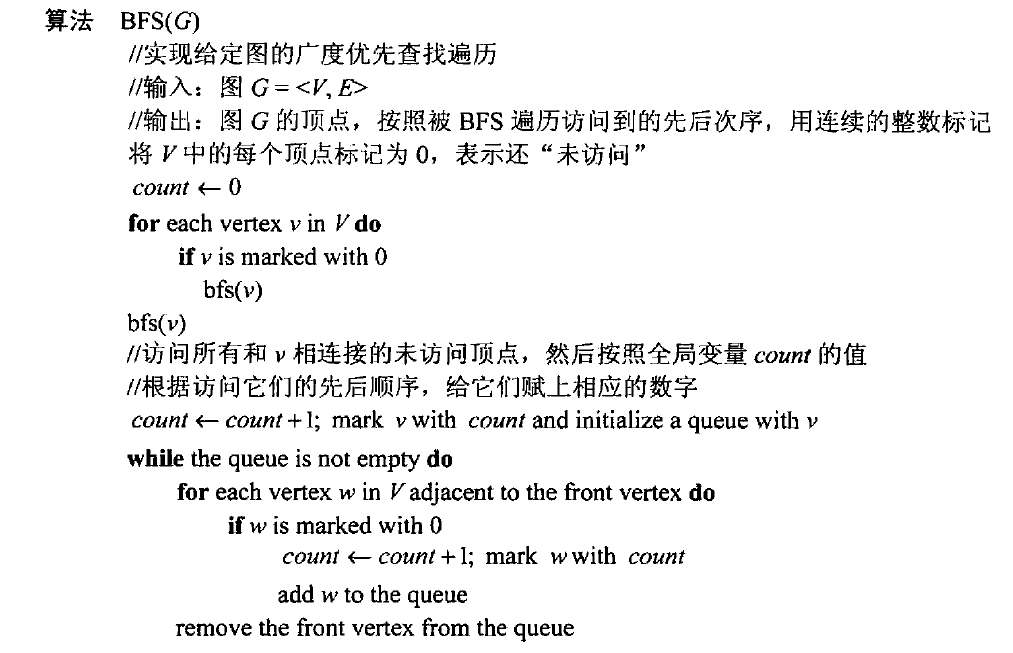 算法 BFS(G)
//实现给定图的广度优先查找遍历
//输入：图 G = <V, E>
//输出：图 G 的顶点，按照被 BFS 遍历访问到的先后次序，用连续的整数标记
将 V 中的每个顶点标记为 0，表示还“未访问”
count ← 0
for each vertex v in V do
if v is marked with 0
bfs(v)
bfs(v)
//访问所有和 v 相连接的未访问顶点，然后按照全局变量 count 的值
//根据访问它们的先后顺序，给它们赋上相应的数字
count ← count + 1; mark v with count and initialize a queue with v
while the queue is not empty do
for each vertex w in V adjacent to the front vertex do
if w is marked with 0
count ← count + 1; mark w with count
add w to the queue
remove the front vertex from the queue